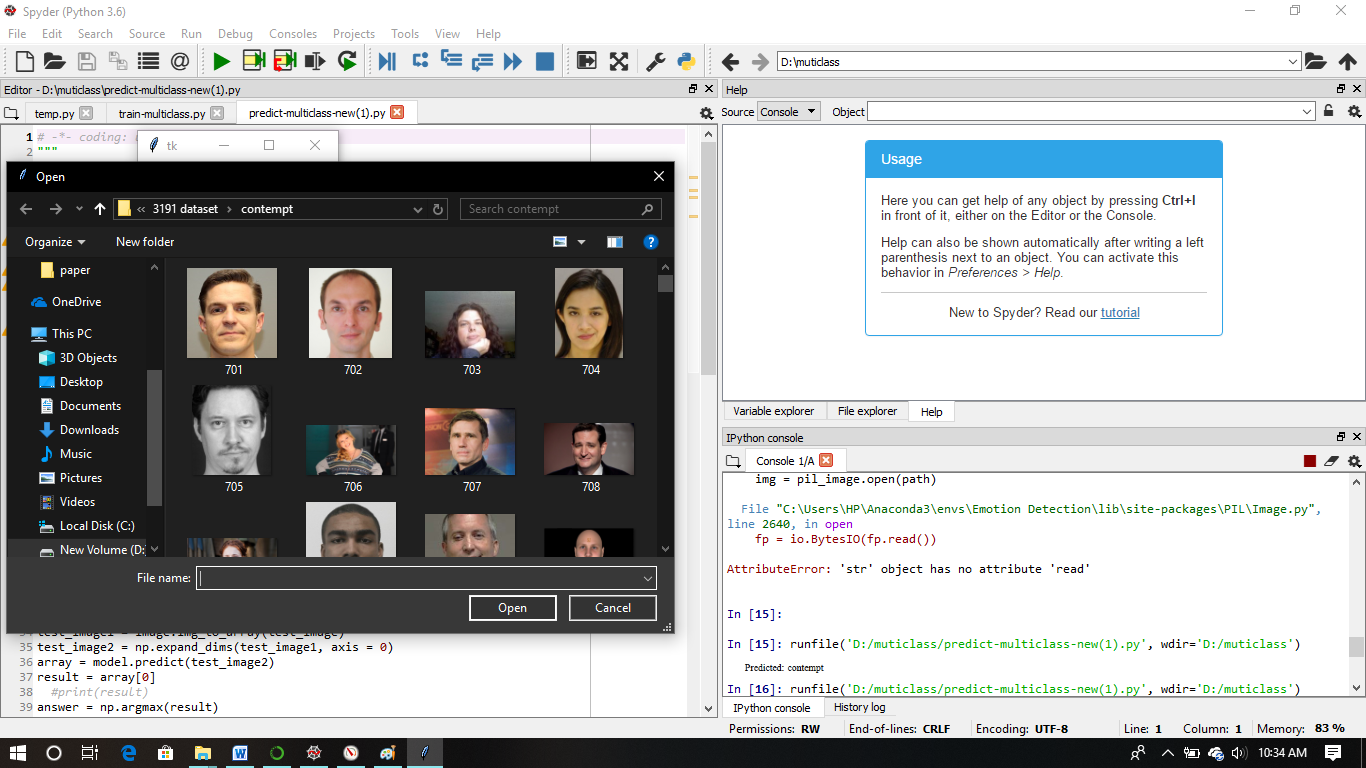 Spyder (Python 3.6)
File Edit Search Source Run Debug Consoles Projects Tools View Help
D:\muticlass
Editor - D:\muticlass\predict-multiclass-new(1).py
temp.py train-multiclass.py predict-multiclass-new(1).py
1 # -*- coding:
2 """
tk
Open
« 3191 dataset › contempt
Search contempt
Organize New folder
paper
OneDrive
This PC
3D Objects
Desktop
Documents
Downloads
Music
Pictures
Videos
Local Disk (C:)
New Volume (D:
701 702 703 704
705 706 707 708
File name:
Open Cancel
test_image1 = image.img_to_array(test_image)
35 test_image2 = np.expand_dims(test_image1, axis = 0)
36 array = model.predict(test_image2)
37 result = array[0]
38 #print(result)
39 answer = np.argmax(result)
Help
Source Console Object
Usage
Here you can get help of any object by pressing Ctrl+I
in front of it, either on the Editor or the Console.
Help can also be shown automatically after writing a left
parenthesis next to an object. You can activate this
behavior in Preferences > Help.
New to Spyder? Read our tutorial
Variable explorer File explorer Help
IPython console
Console 1/A
img = pil_image.open(path)
File "C:\Users\HP\Anaconda3\envs\Emotion Detection\lib\site-packages\PIL\Image.py",
line 2640, in open
fp = io.BytesIO(fp.read())
AttributeError: 'str' object has no attribute 'read'
In [15]:
In [15]: runfile('D:/muticlass/predict-multiclass-new(1).py', wdir='D:/muticlass')
Predicted: contempt
In [16]: runfile('D:/muticlass/predict-multiclass-new(1).py', wdir='D:/muticlass')
IPython console History log
Permissions: RW End-of-lines: CRLF Encoding: UTF-8 Line: 1 Column: 1 Memory: 83 %
10:34 AM